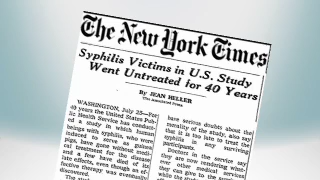 The New York Times
Syphilis Victims in U.S. Study
Went Untreated for 40 Years
By JEAN HELLER
The Associated Press
WASHINGTON, July 25—For
40 years the United States Pub-
lic Health Service has conduct-
ed a study in which human
beings with syphilis, who were
induced to serve as guinea
pigs, have gone without medi-
cal treatment for the disease
and a few have died of its
late effects, even though an ef-
fective therapy was eventually
discovered.
have serious doubts about the
morality of the study, also say
that it is too late to treat the
syphilis in any surviving
participants.
Doctors in the service say
they are now rendering
whatever other medical services
they can give to the